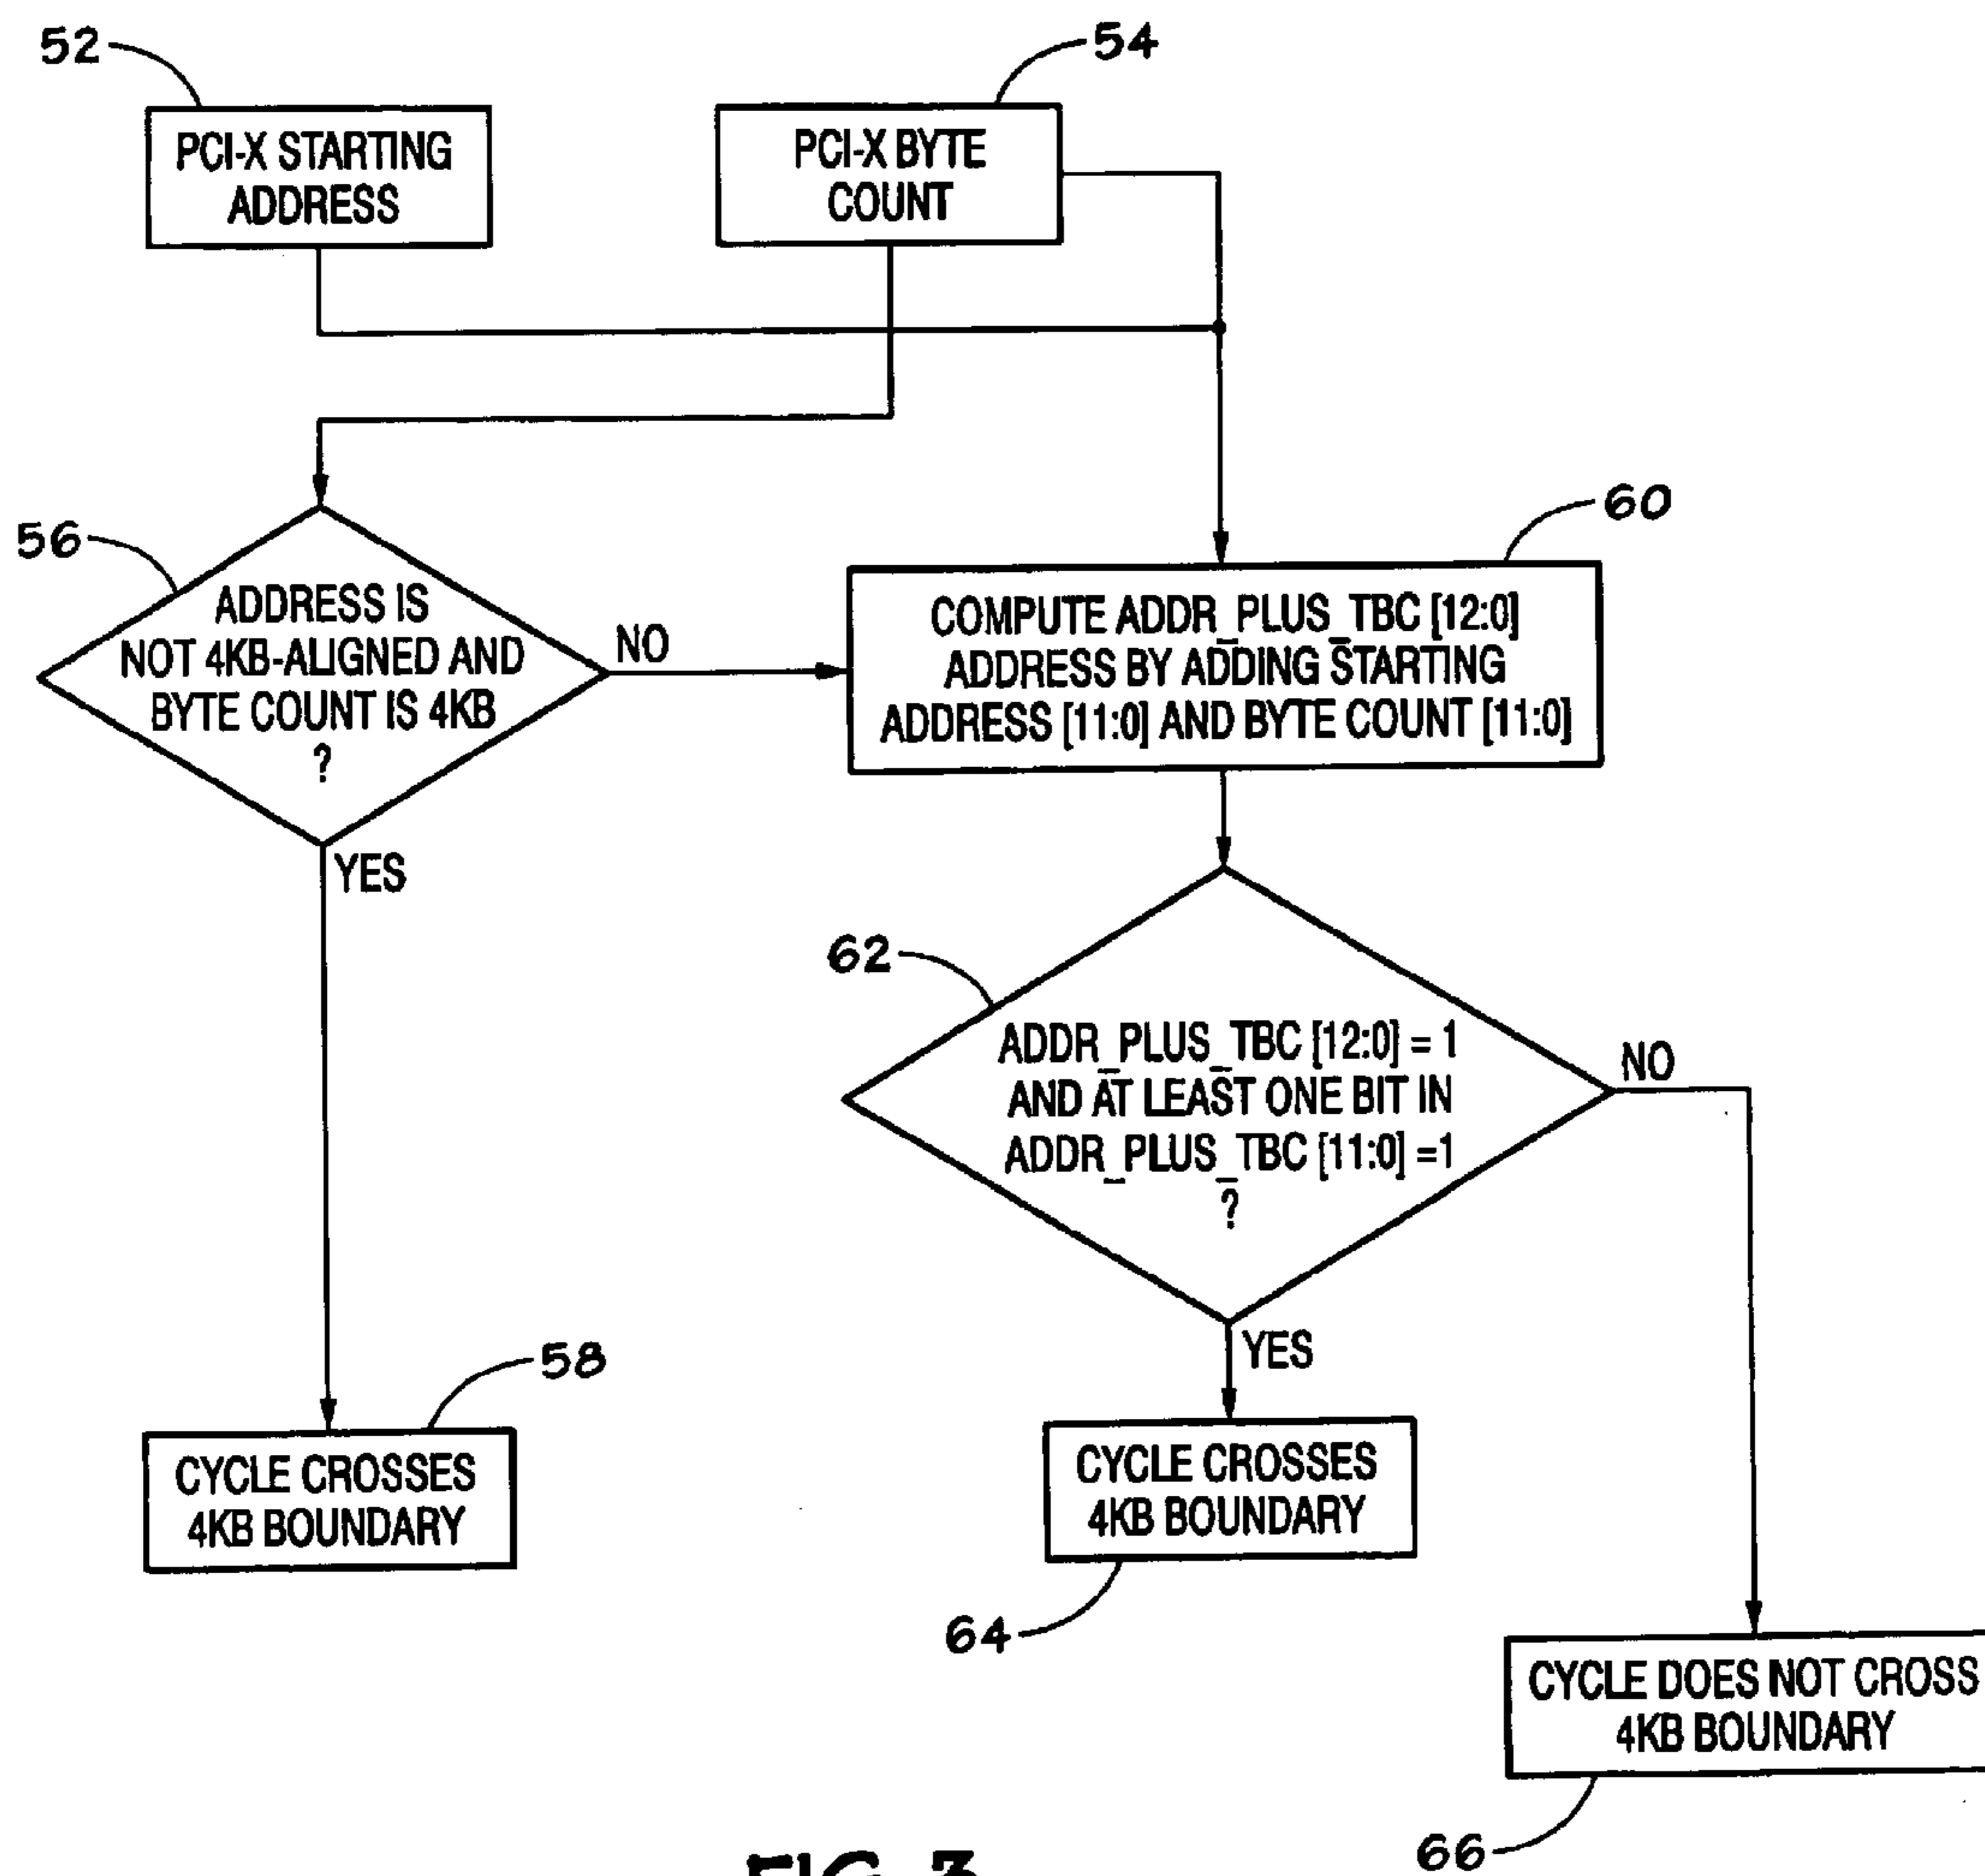 52
54
PCI-X STARTING
ADDRESS
PCI-X BYTE
COUNT
56
ADDRESS IS
NOT 4KB-ALIGNED AND
BYTE COUNT IS 4KB
?
NO
YES
60
COMPUTE ADDR_PLUS_TBC [12:0]
ADDRESS BY ADDING STARTING
ADDRESS [11:0] AND BYTE COUNT [11:0]
62
ADDR_PLUS_TBC [12:0] = 1
AND AT LEAST ONE BIT IN
ADDR_PLUS_TBC [11:0] =1
?
NO
YES
58
CYCLE CROSSES
4KB BOUNDARY
CYCLE CROSSES
4KB BOUNDARY
64
CYCLE DOES NOT CROSS
4KB BOUNDARY
66
FIG. 3